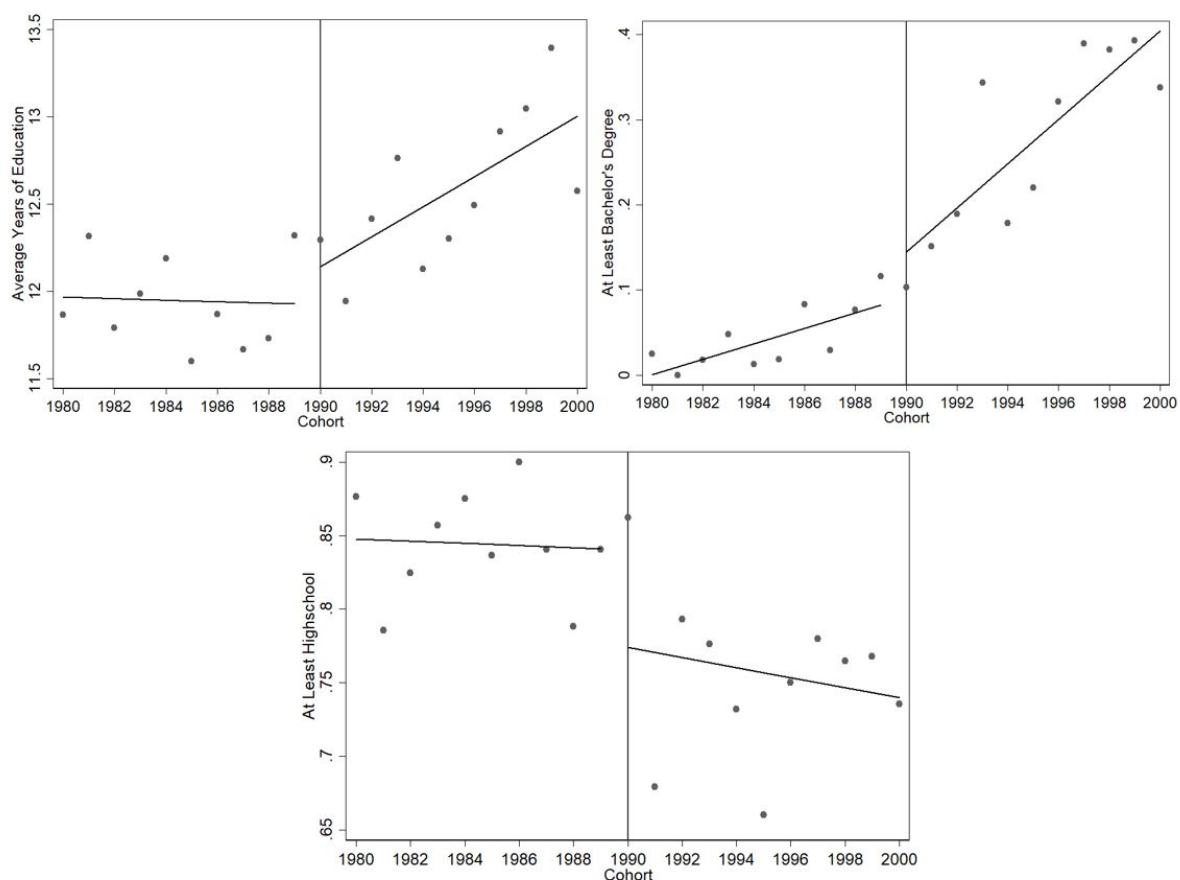 Average Years of Education
13.5
13
12.5
12
11.5
1980 1982 1984 1986 1988 1990 1992 1994 1996 1998 2000
Cohort
At Least Bachelor's Degree
.4
.3
.2
.1
0
1980 1982 1984 1986 1988 1990 1992 1994 1996 1998 2000
Cohort
At Least Highschool
.9
.85
.8
.75
.7
.65
1980 1982 1984 1986 1988 1990 1992 1994 1996 1998 2000
Cohort